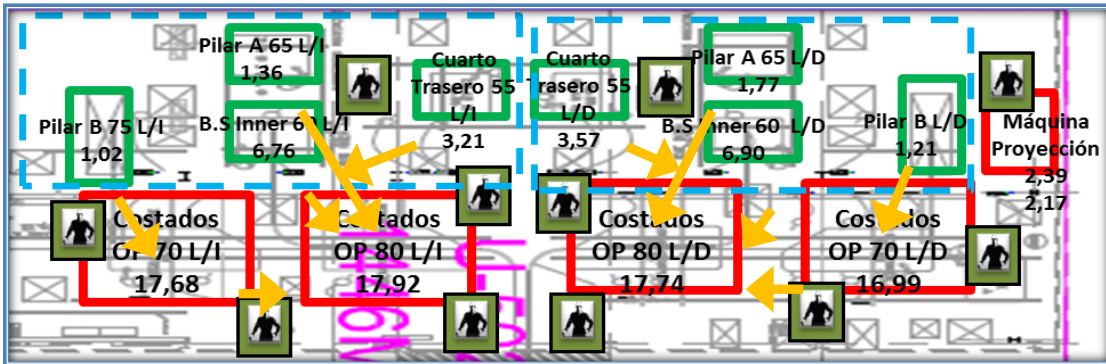 Pilar A 65 L/I
1,36
Cuarto
Trasero 55
L/I
3,21
Pilar B 75 L/I
1,02
B.S Inner 60 L/I
6,76
Cuarto
Trasero 55
L/D
3,57
Pilar A 65 L/D
1,77
B.S Inner 60 L/D
6,90
Pilar B L/D
1,21
Máquina
Proyección
2,39
2,17
Costados
OP 70 L/I
17,68
Costados
OP 80 L/I
17,92
Costados
OP 80 L/D
17,74
Costados
OP 70 L/D
16,99